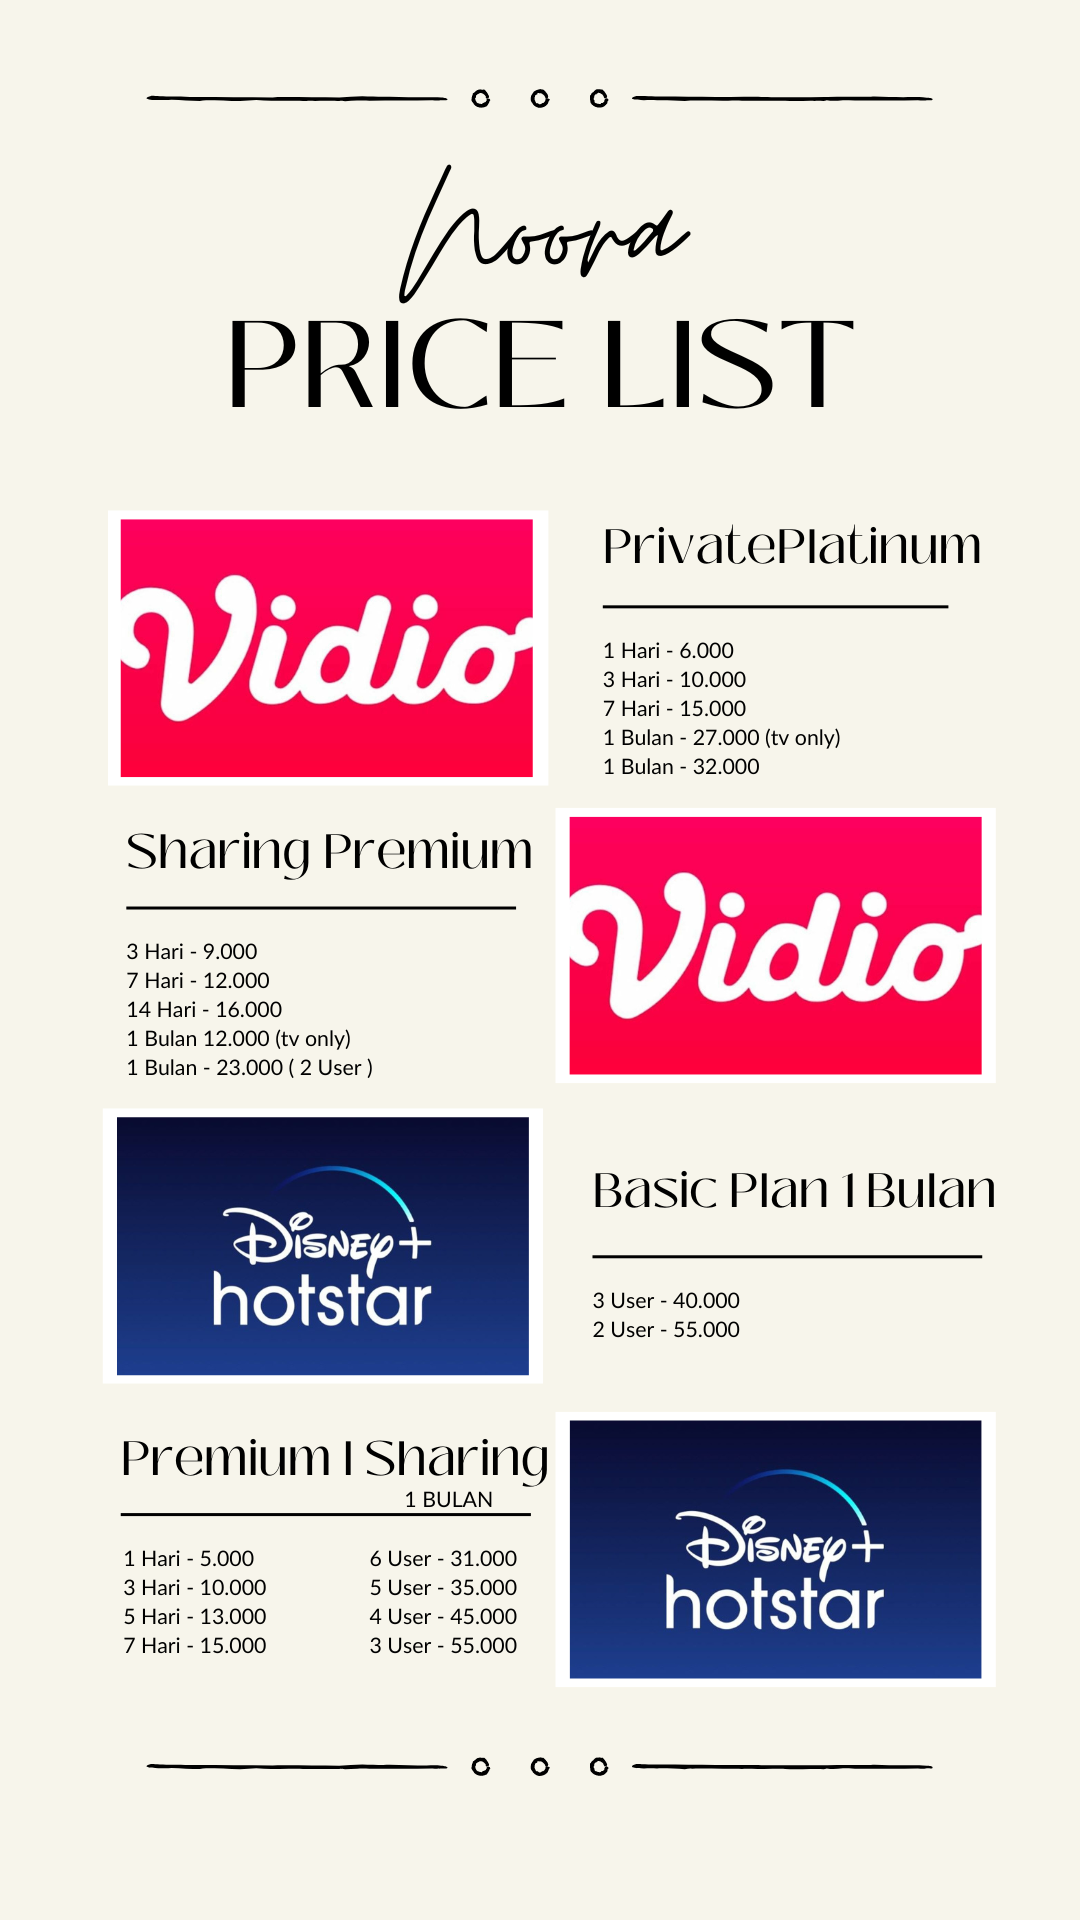 Noord
PRICE LIST
Vidio
PrivatePlatinum
1 Hari - 6.000
3 Hari - 10.000
7 Hari - 15.000
1 Bulan - 27.000 (tv only)
1 Bulan - 32.000
Sharing Premium
3 Hari - 9.000
7 Hari - 12.000
14 Hari - 16.000
1 Bulan 12.000 (tv only)
1 Bulan - 23.000 ( 2 User )
Vidio
Disney+
hotstar
Basic Plan 1 Bulan
3 User - 40.000
2 User - 55.000
Premium I Sharing
1 BULAN
1 Hari - 5.000
3 Hari - 10.000
5 Hari - 13.000
7 Hari - 15.000
6 User - 31.000
5 User - 35.000
4 User - 45.000
3 User - 55.000
Disney+
hotstar